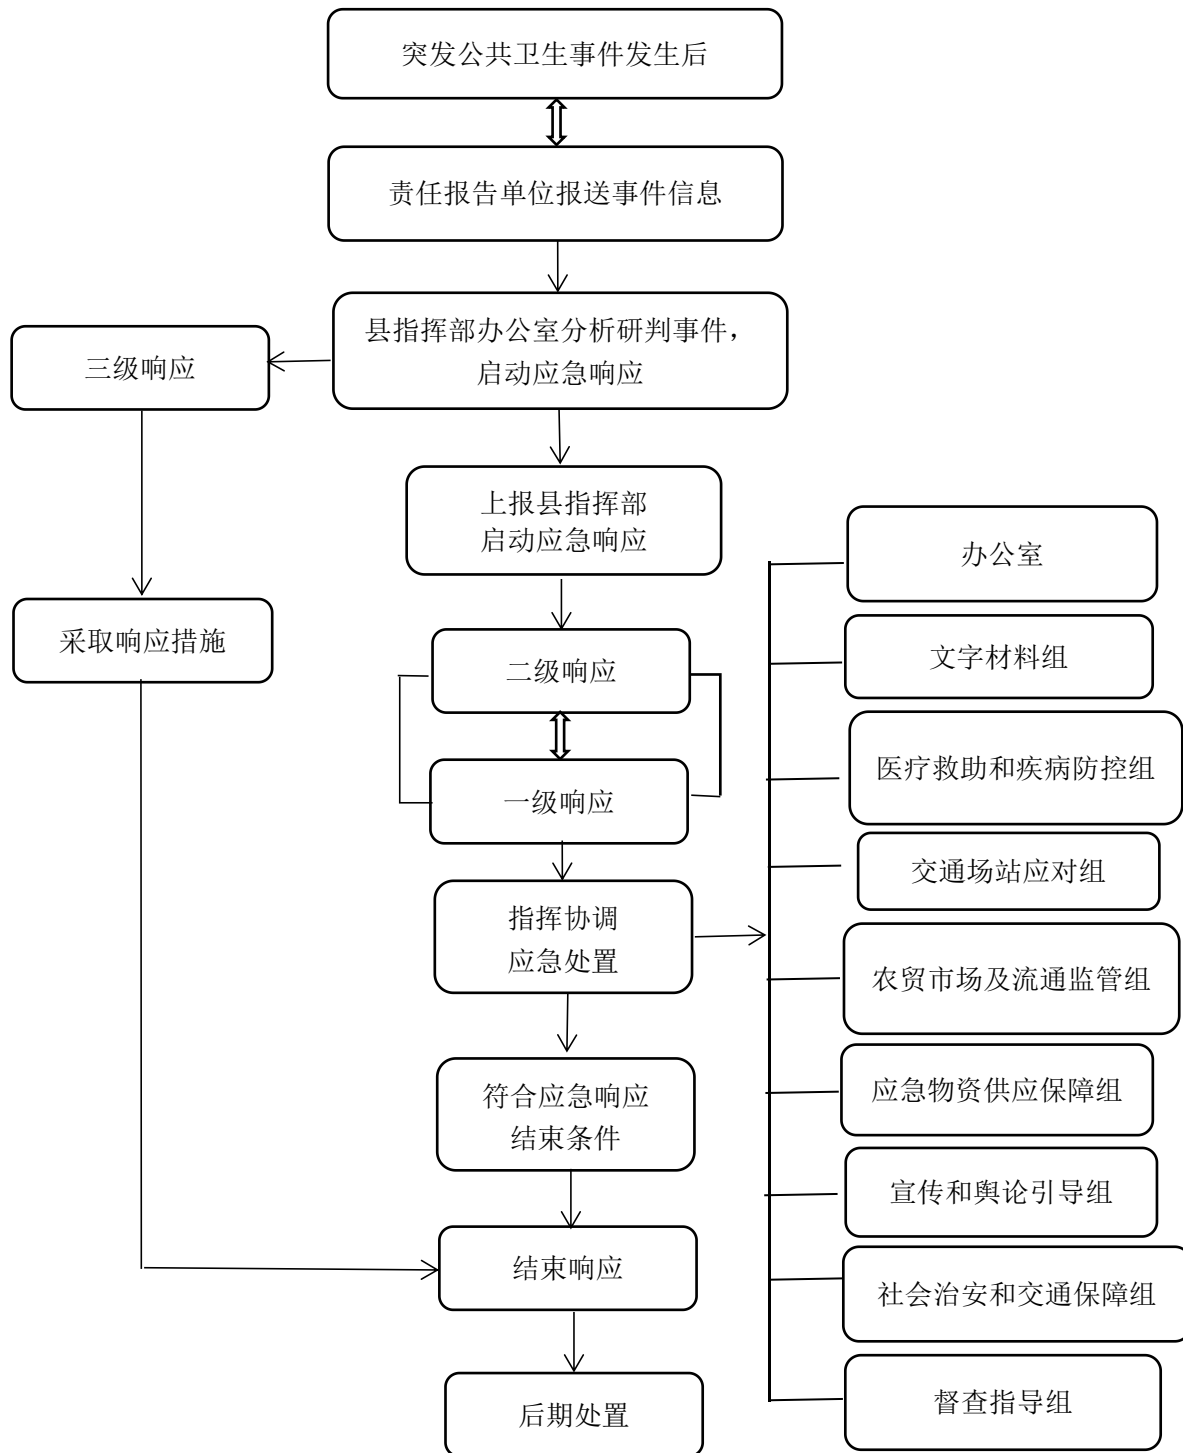 突发公共卫生事件发生后
责任报告单位报送事件信息
县指挥部办公室分析研判事件，
启动应急响应
三级响应
上报县指挥部
启动应急响应
采取响应措施
二级响应
一级响应
指挥协调
应急处置
符合应急响应
结束条件
结束响应
后期处置
办公室
文字材料组
医疗救助和疾病防控组
交通场站应对组
农贸市场及流通监管组
应急物资供应保障组
宣传和舆论引导组
社会治安和交通保障组
督查指导组